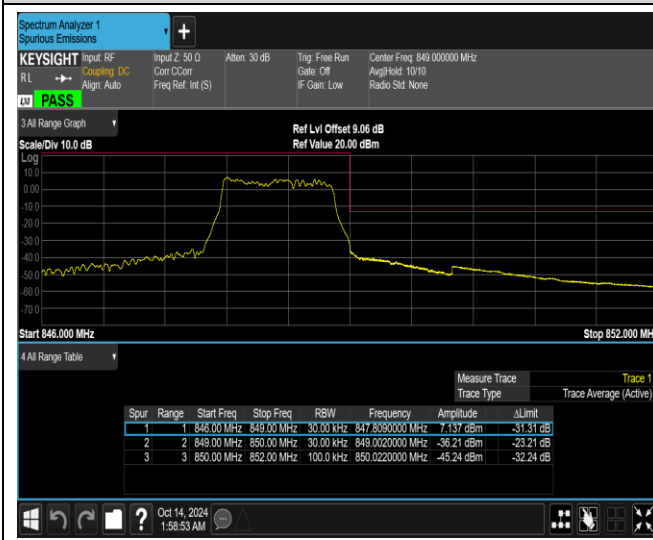 Spectrum Analyzer 1
Spurious Emissions
+
KEYSIGHT Input: RF Input Z: 50 Ω Atten: 30 dB Trig: Free Run Center Freq: 849.000000 MHz
RL Coupling: DC Corr CCorr Gate: Off Avg|Hold: 10/10
Align: Auto Freq Ref: Int (S) IF Gain: Low Radio Std: None
LXI PASS
3 All Range Graph
Ref Lvl Offset 9.06 dB
Scale/Div 10.0 dB Ref Value 20.00 dBm
Log
10.0
0.00
-10.0
-20.0
-30.0
-40.0
-50.0
-60.0
-70.0
Start 846.000 MHz Stop 852.000 MH
4 All Range Table
Measure Trace Trace 1
Trace Type Trace Average (Active)
Spur Range Start Freq Stop Freq RBW Frequency Amplitude ΔLimit
1 1 846.00 MHz 849.00 MHz 30.00 kHz 847.8090000 MHz 7.137 dBm -31.31 dB
2 2 849.00 MHz 850.00 MHz 30.00 kHz 849.0020000 MHz -36.21 dBm -23.21 dB
3 3 850.00 MHz 852.00 MHz 100.0 kHz 850.0220000 MHz -45.24 dBm -32.24 dB
? Oct 14, 2024
1:58:53 AM